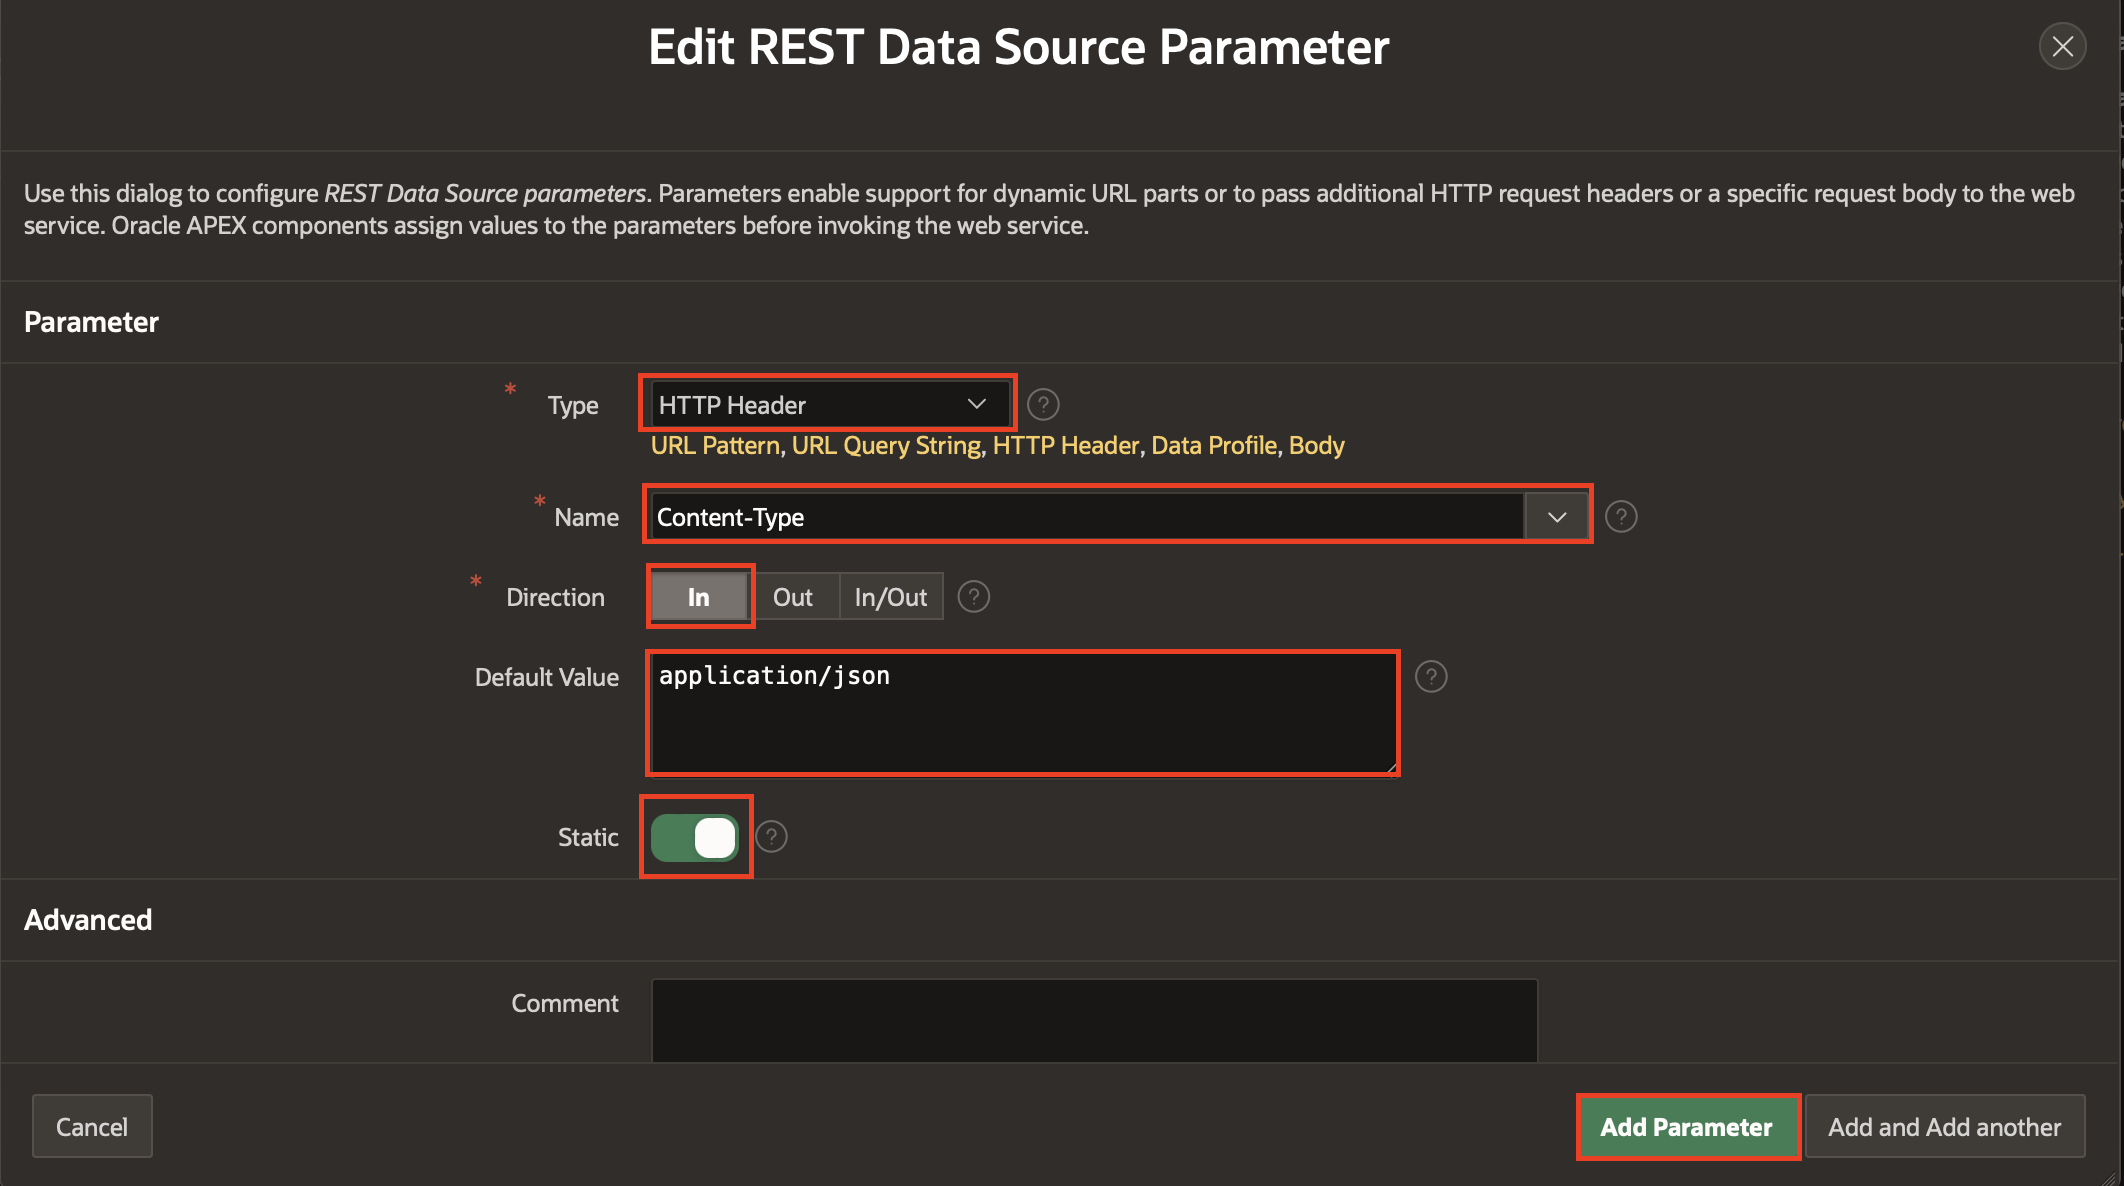 Edit REST Data Source Parameter
Use this dialog to configure REST Data Source parameters. Parameters enable support for dynamic URL parts or to pass additional HTTP request headers or a specific request body to the web
service. Oracle APEX components assign values to the parameters before invoking the web service.
Parameter
* Type HTTP Header ?
URL Pattern, URL Query String, HTTP Header, Data Profile, Body
* Name Content-Type ?
* Direction In Out In/Out ?
Default Value application/json ?
Static ?
Advanced
Comment
Cancel Add Parameter Add and Add another